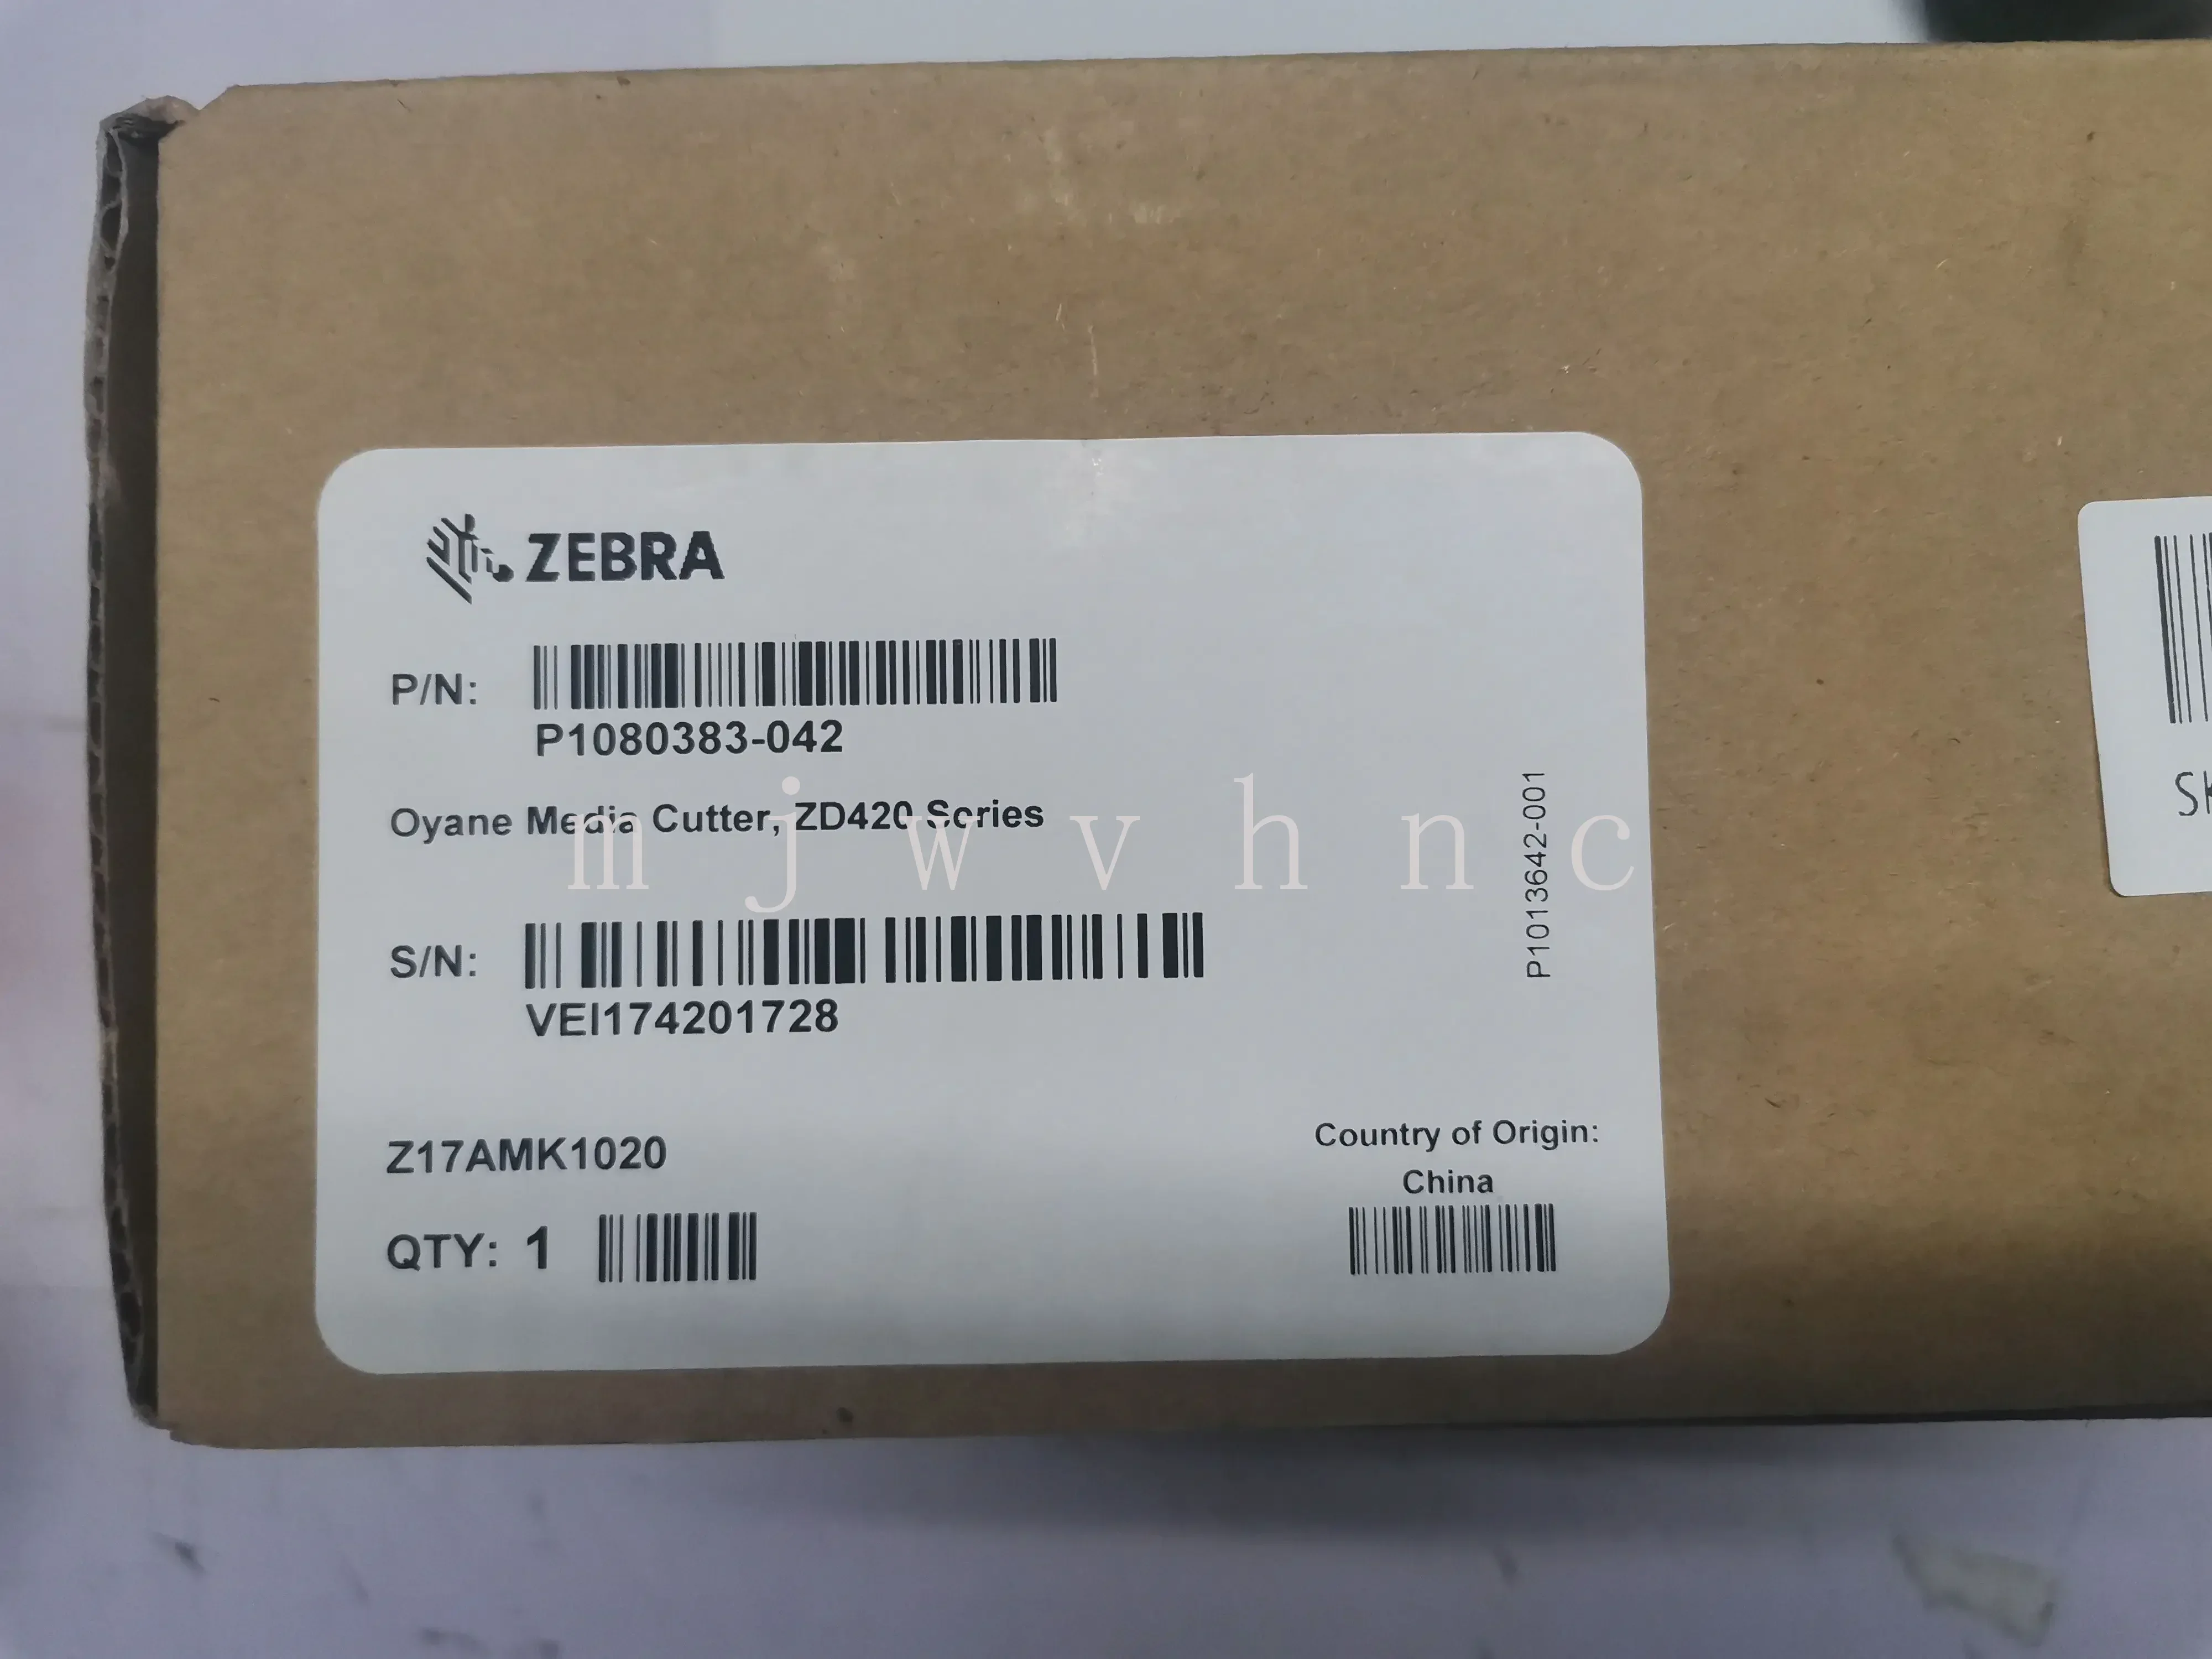 ZEBRA
P/N:
P1080383-042
Oyane Media Cutter, ZD420 Series
m j w v h n c
P1013642-001
S/N:
VEI174201728
Z17AMK1020
Country of Origin:
China
QTY: 1